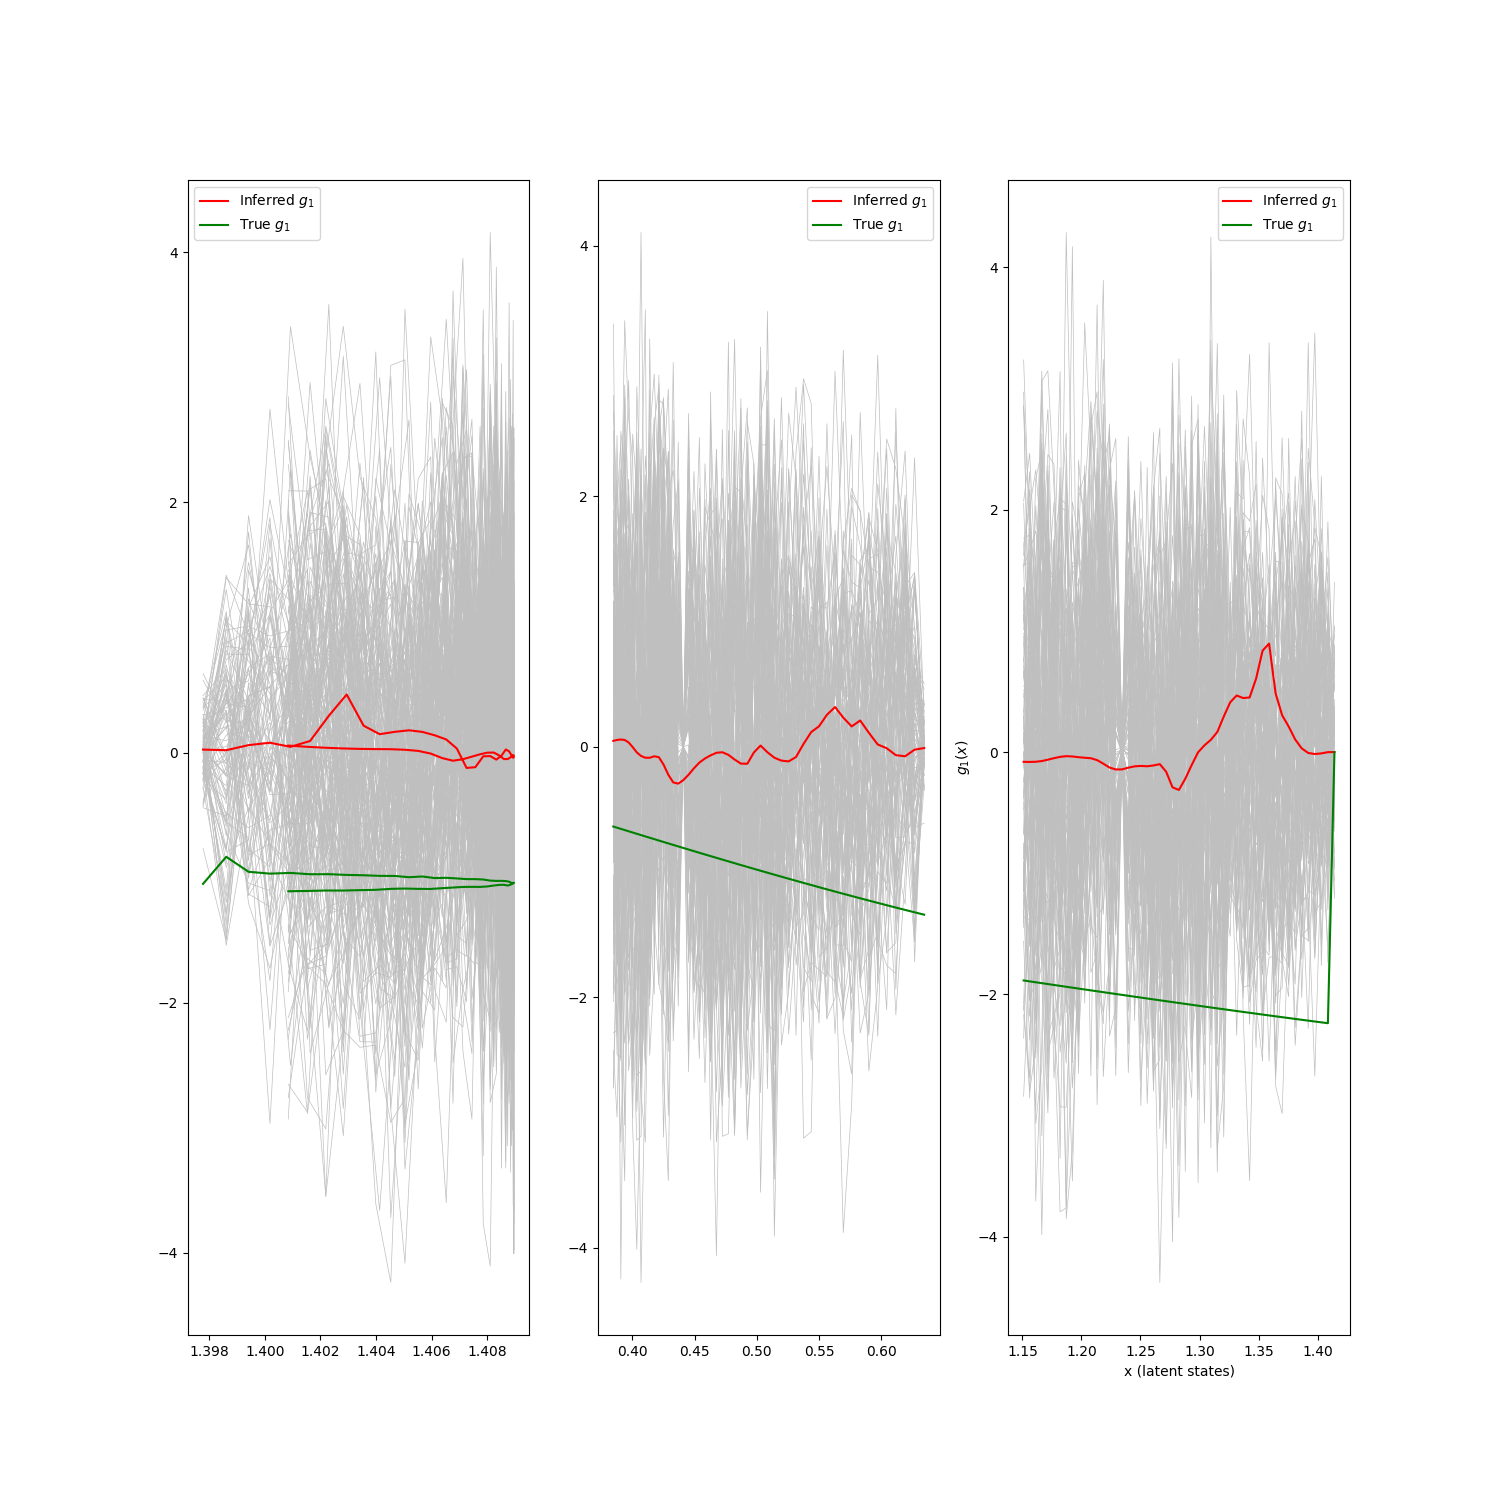 Inferred g₁
True g₁
4
2
0
−2
−4
1.398 1.400 1.402 1.404 1.406 1.408
Inferred g₁
True g₁
4
2
0
−2
−4
0.40 0.45 0.50 0.55 0.60
Inferred g₁
True g₁
g₁(x)
4
2
0
−2
−4
1.15 1.20 1.25 1.30 1.35 1.40
x (latent states)